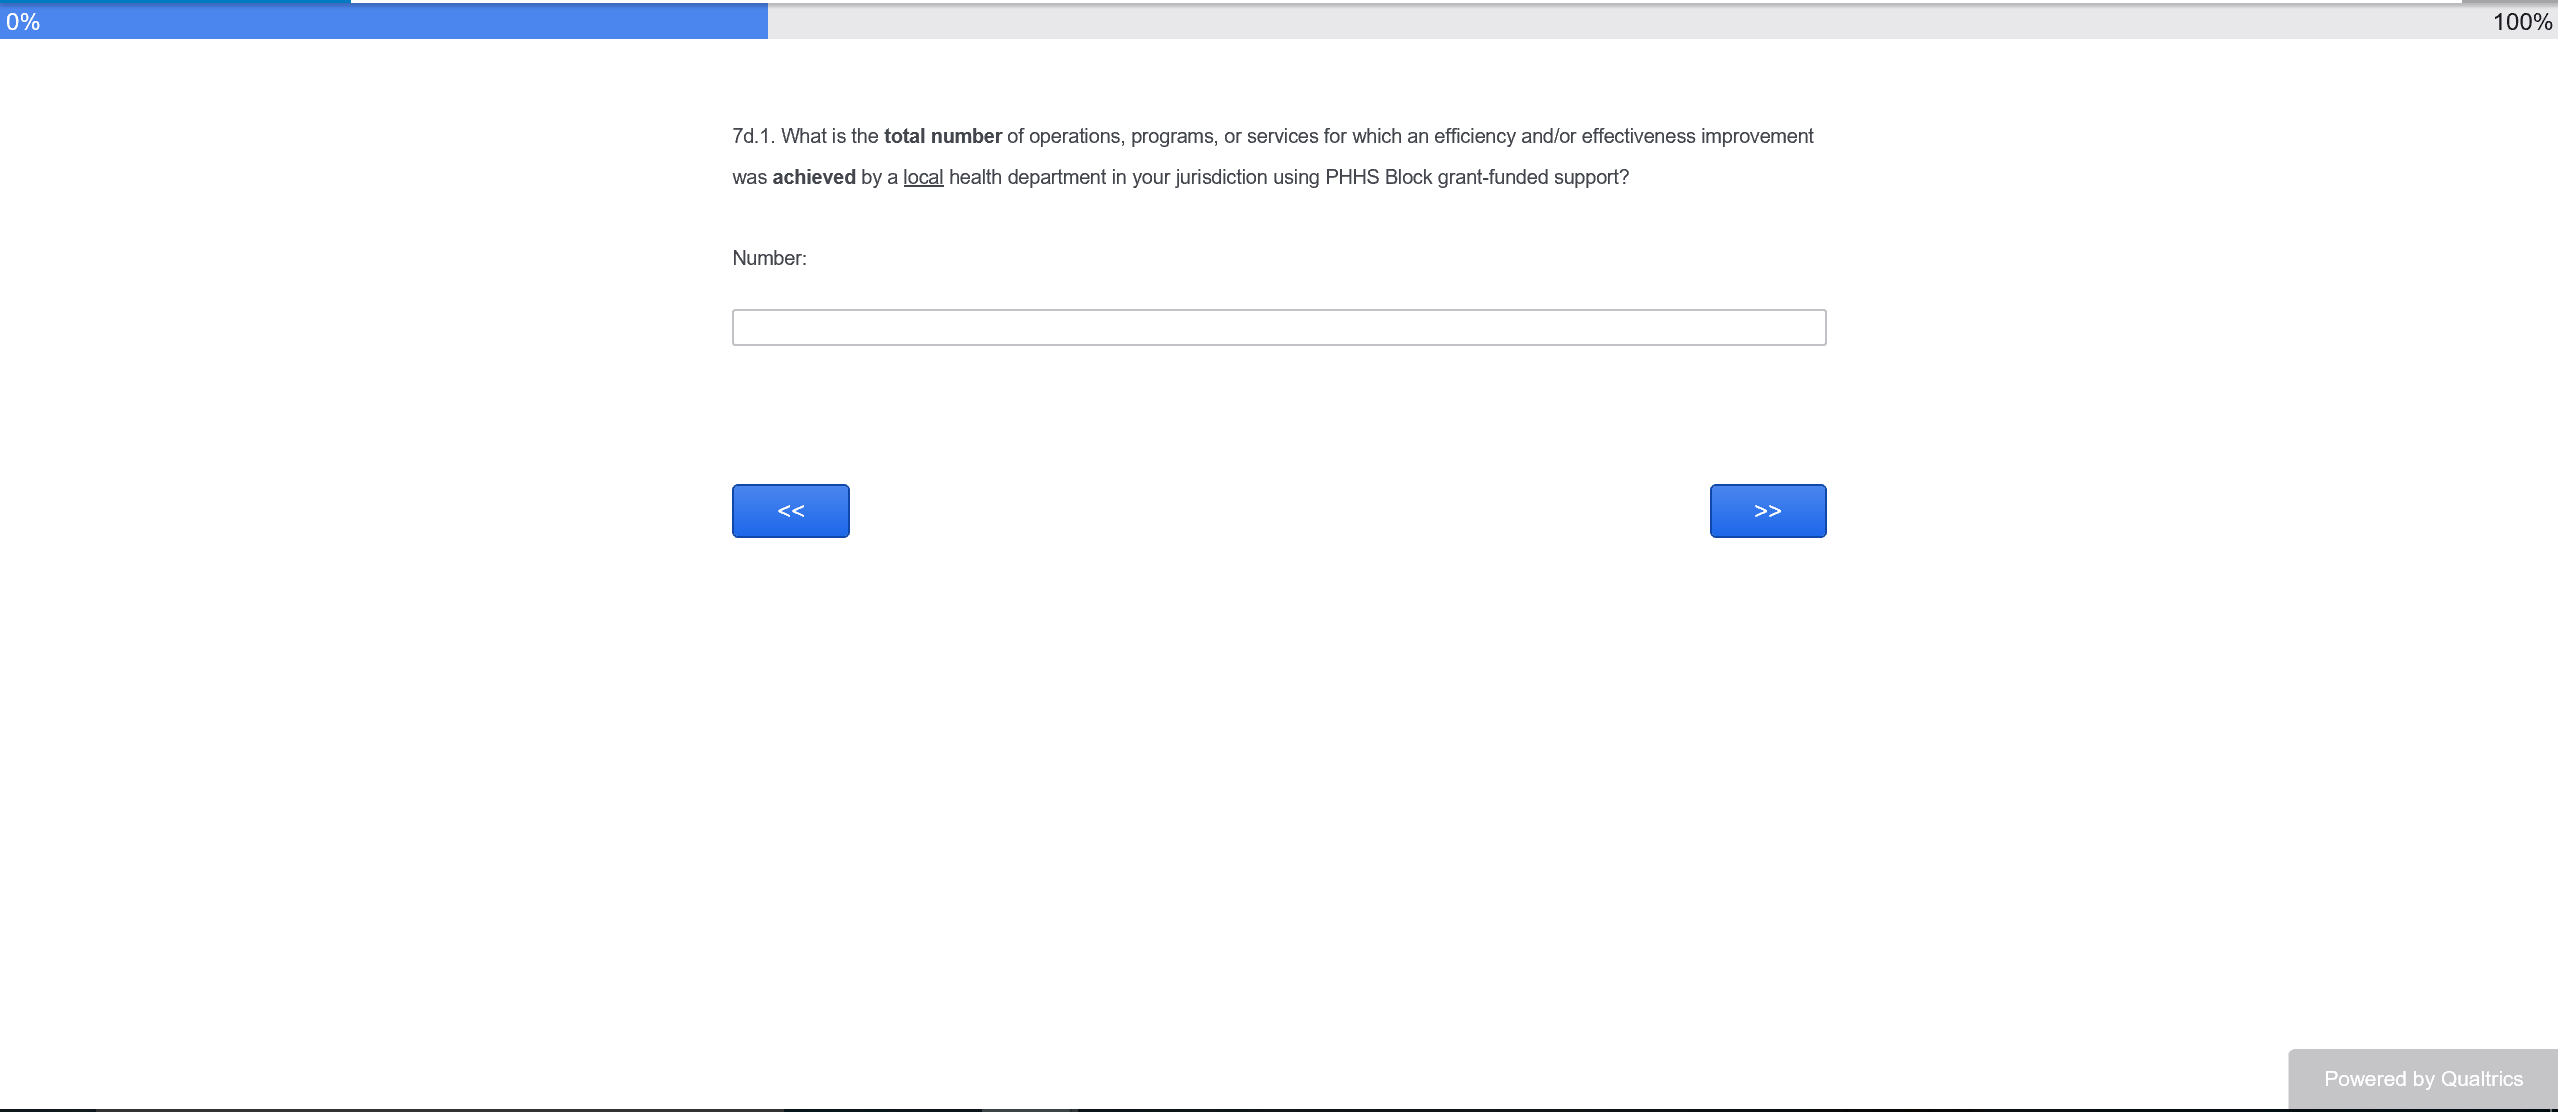 0% 100%
7d.1. What is the total number of operations, programs, or services for which an efficiency and/or effectiveness improvement
was achieved by a local health department in your jurisdiction using PHHS Block grant-funded support?
Number:
<< >>
Powered by Qualtrics